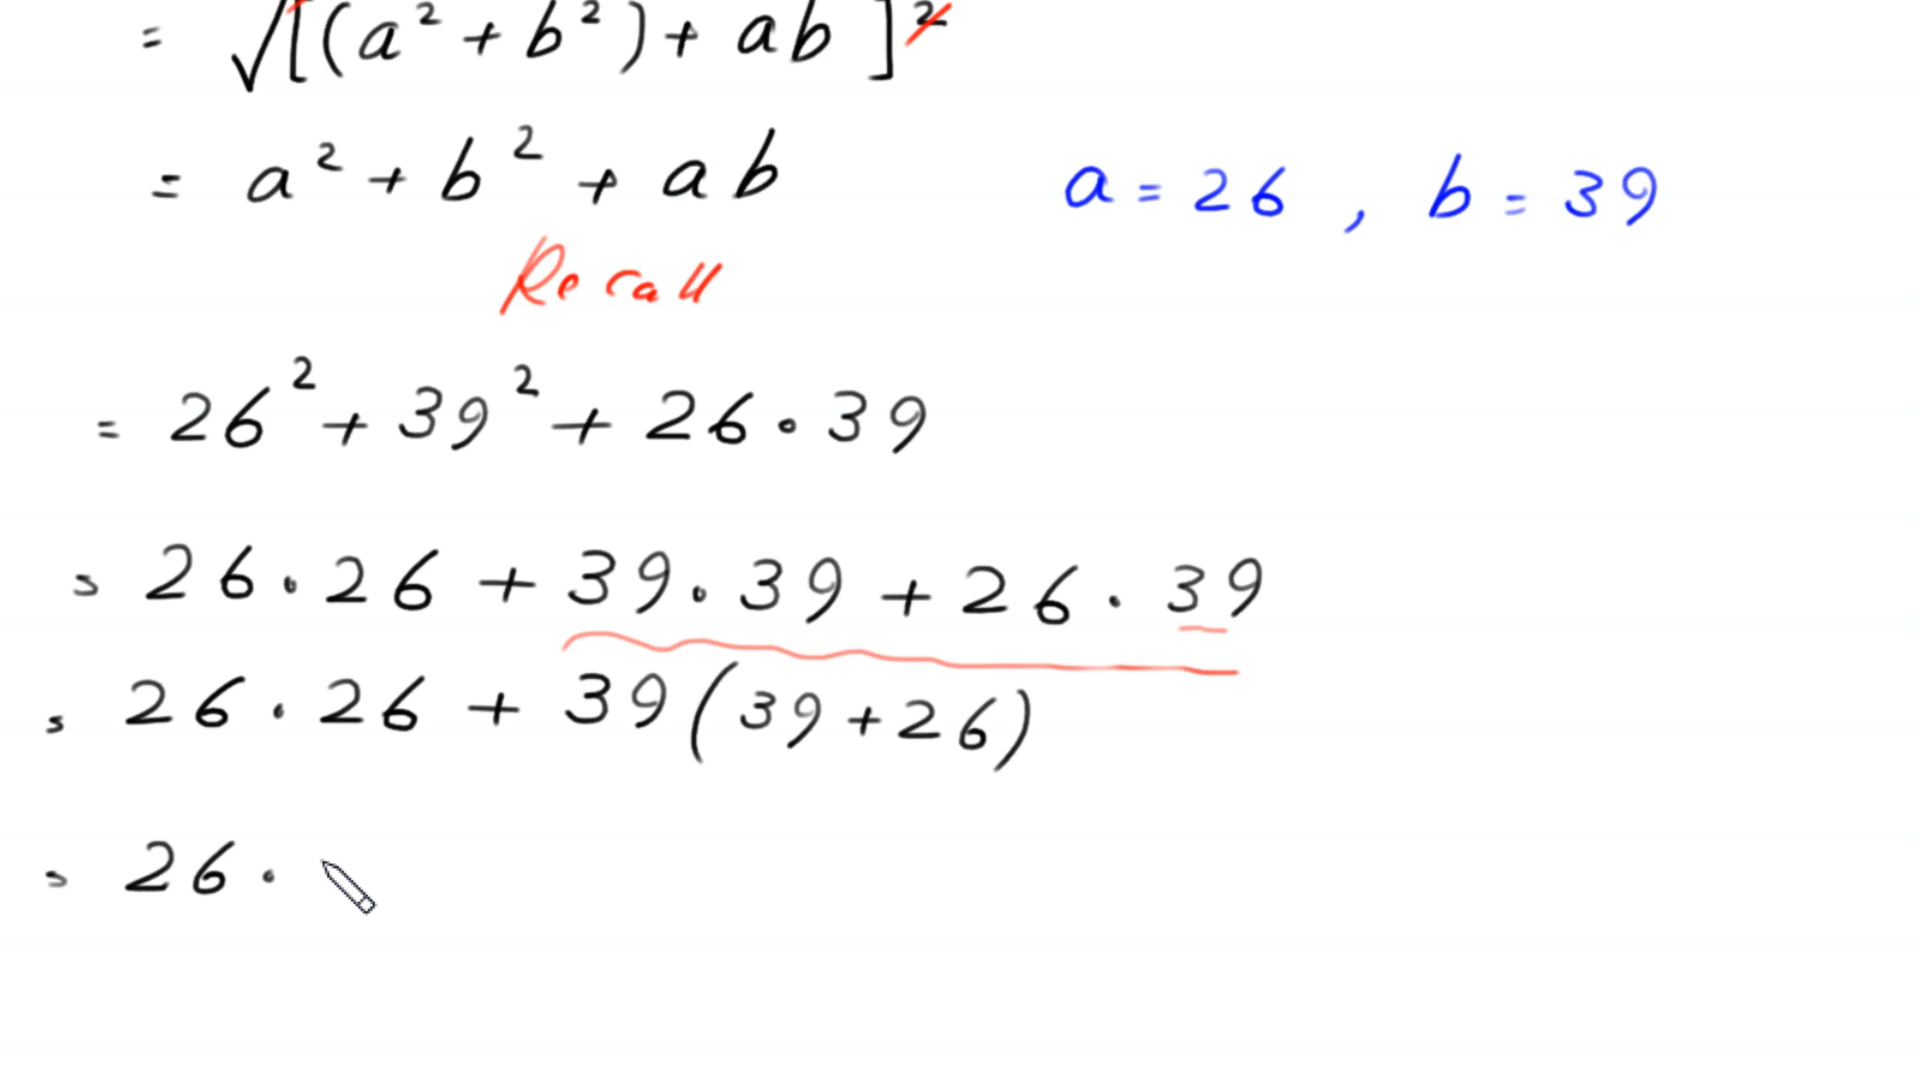 = √[(a² + b²) + ab]²
= a² + b² + ab
a = 26 , b = 39
Recall
= 26² + 39² + 26 · 39
= 26 · 26 + 39 · 39 + 26 · 39
= 26 · 26 + 39(39 + 26)
= 26 ·